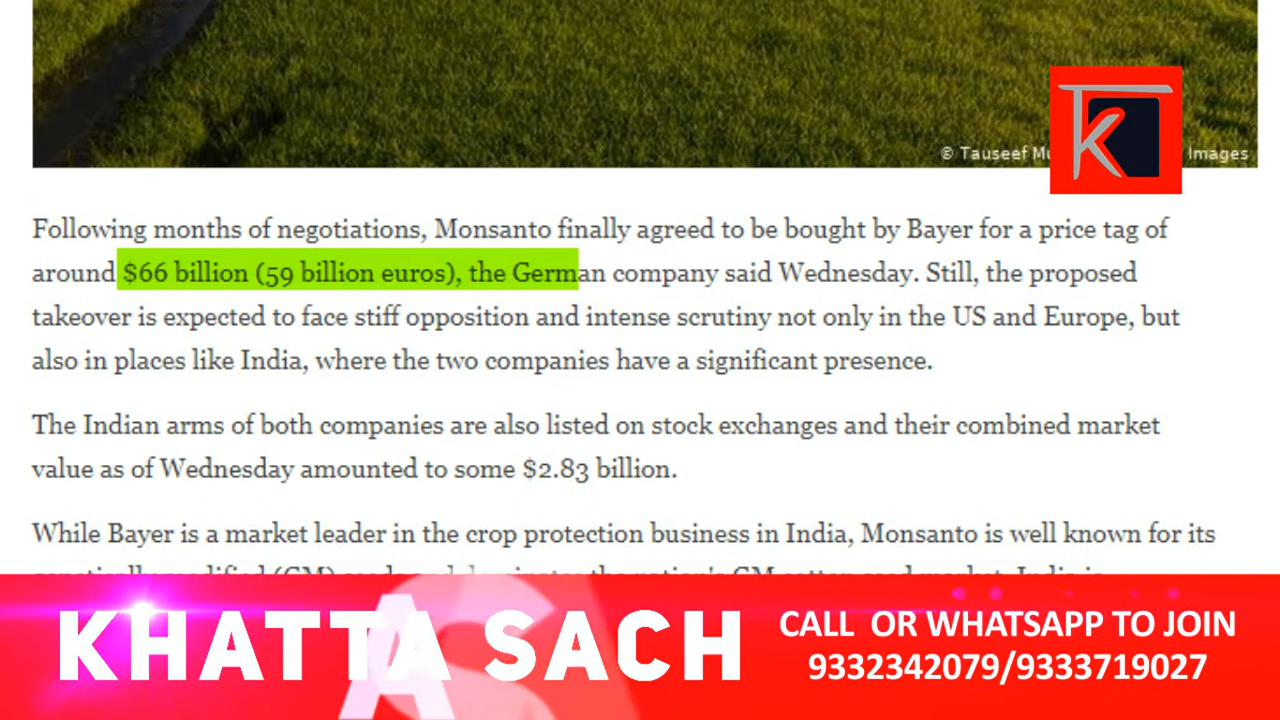 © Tauseef Mu Images
Following months of negotiations, Monsanto finally agreed to be bought by Bayer for a price tag of
around $66 billion (59 billion euros), the German company said Wednesday. Still, the proposed
takeover is expected to face stiff opposition and intense scrutiny not only in the US and Europe, but
also in places like India, where the two companies have a significant presence.
The Indian arms of both companies are also listed on stock exchanges and their combined market
value as of Wednesday amounted to some $2.83 billion.
While Bayer is a market leader in the crop protection business in India, Monsanto is well known for its
KHATTA SACH
CALL OR WHATSAPP TO JOIN
9332342079/9333719027